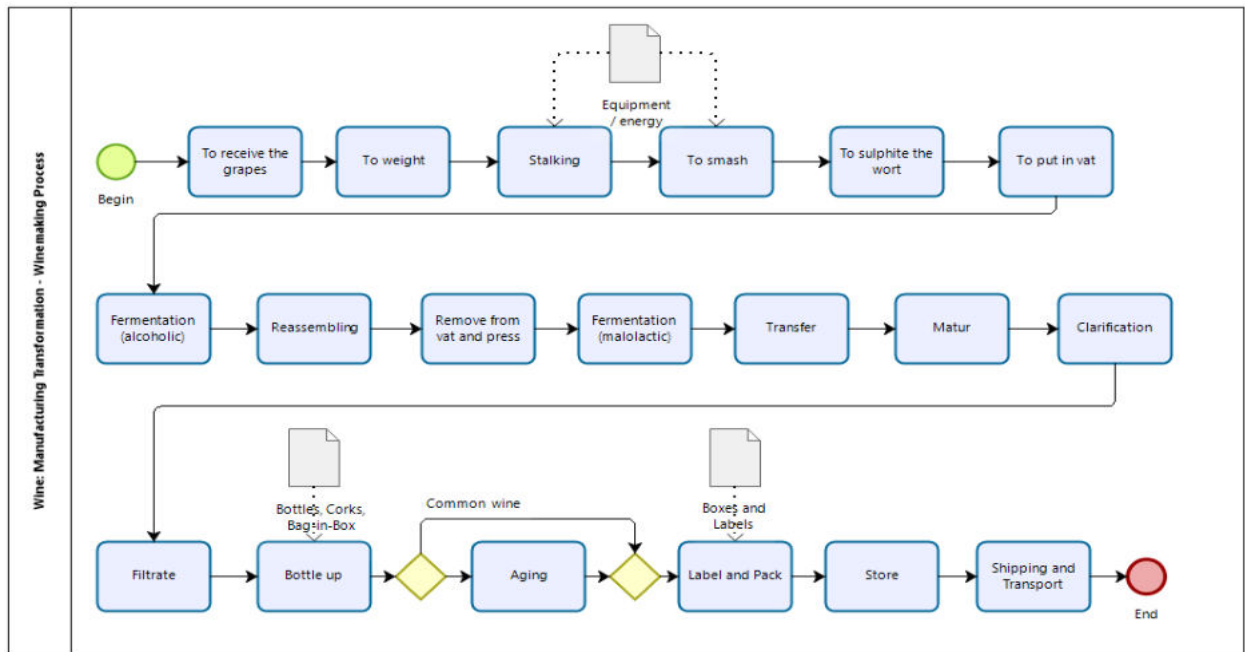 Wine: Manufacturing Transformation - Winemaking Process
Equipment
/ energy
Begin
To receive the
grapes
To weight
Stalking
To smash
To sulphite the
wort
To put in vat
Fermentation
(alcoholic)
Reassembling
Remove from
vat and press
Fermentation
(malolactic)
Transfer
Matur
Clarification
Bottles, Corks,
Bag-in-Box
Common wine
Boxes and
Labels
Filtrate
Bottle up
Aging
Label and Pack
Store
Shipping and
Transport
End